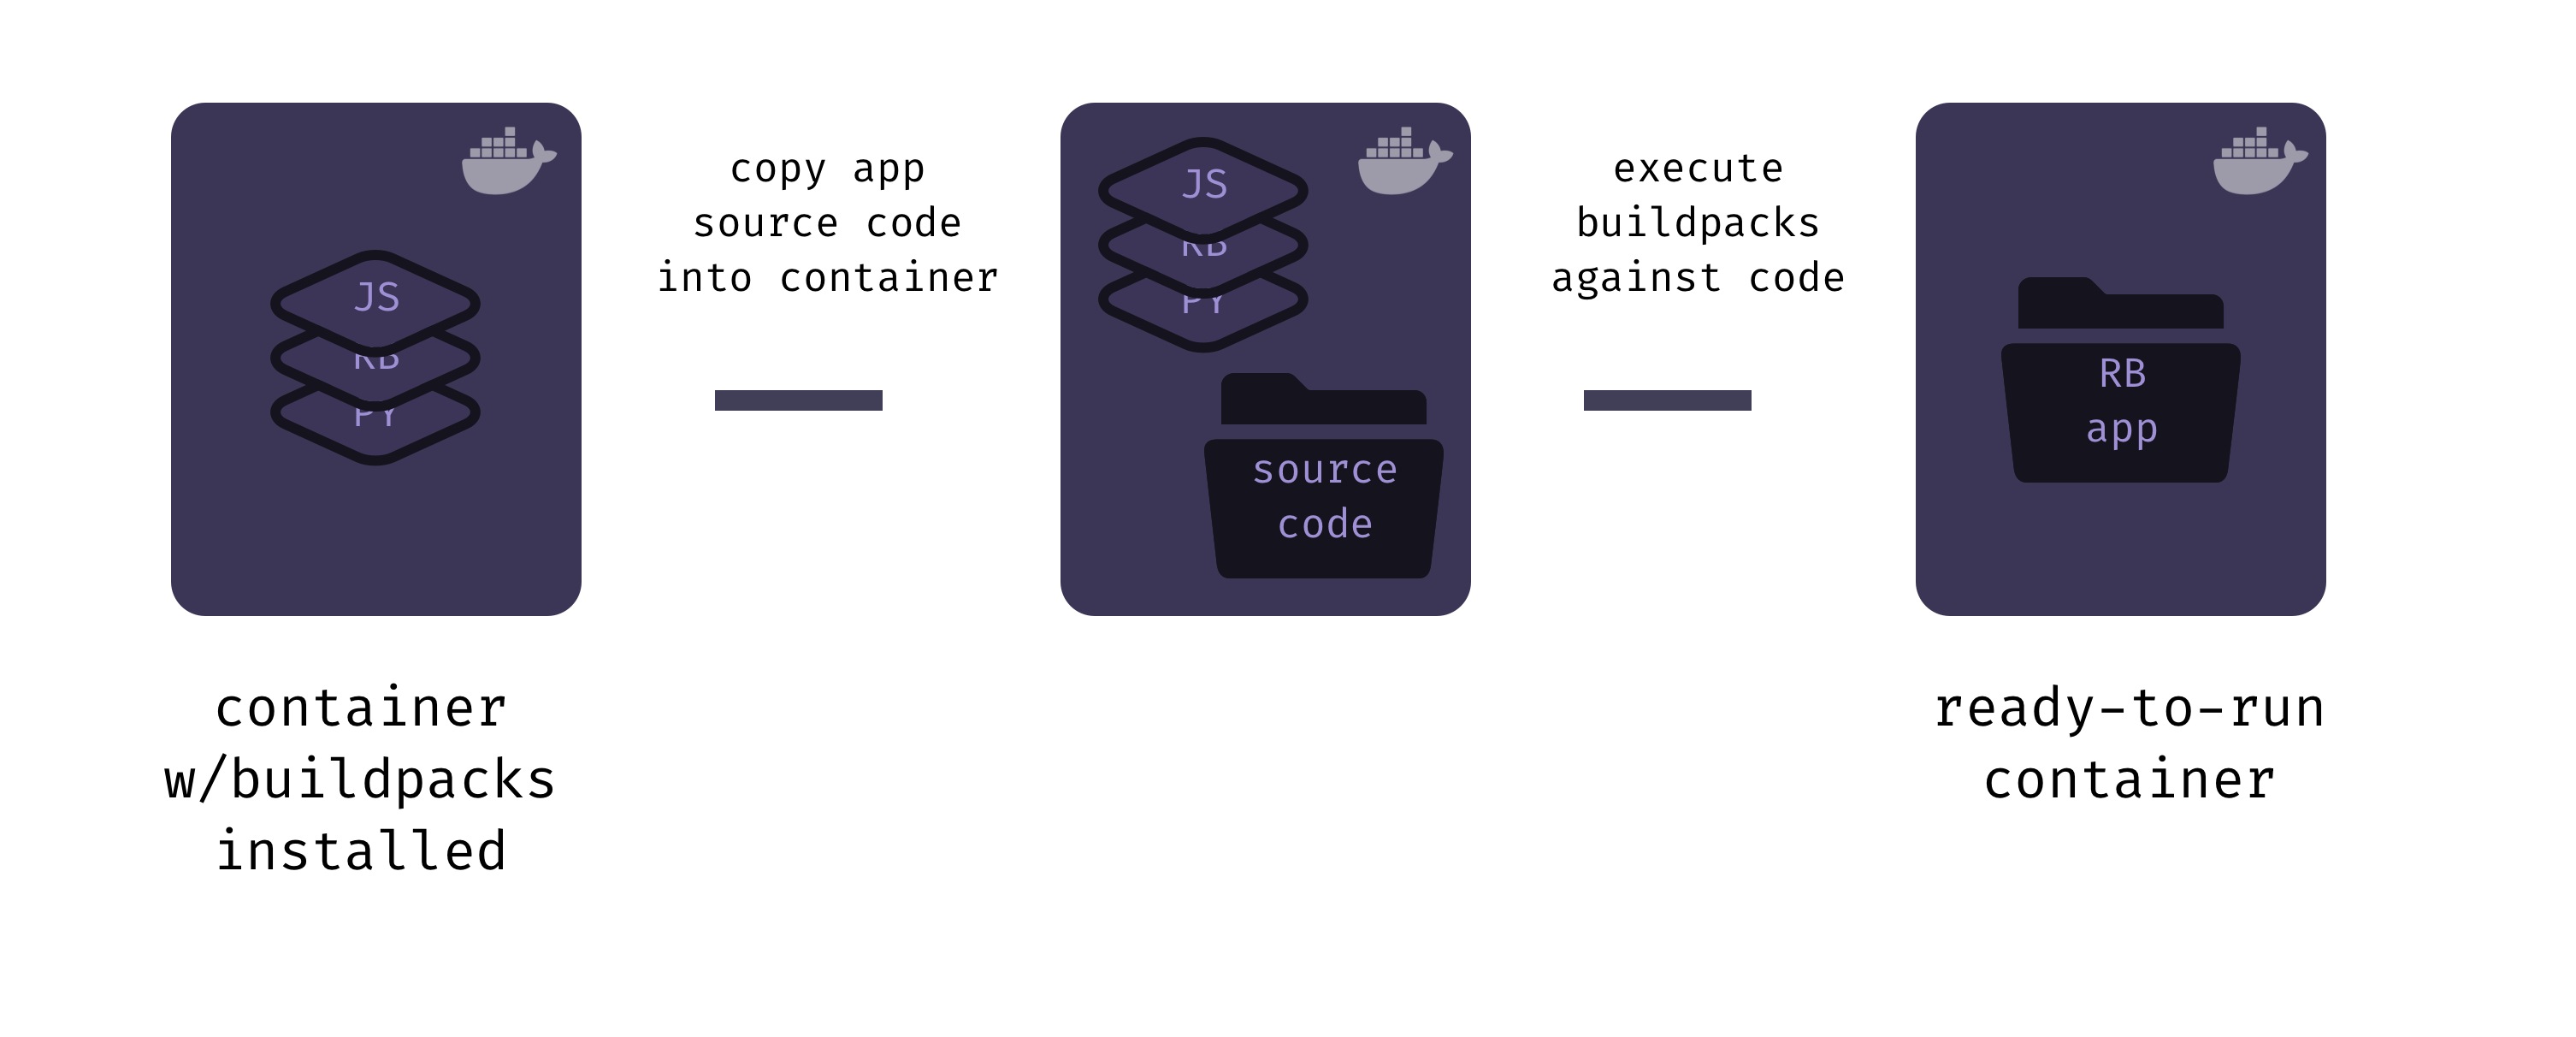 JS
RB
PY
copy app
source code
into container
JS
RB
PY
source
code
execute
buildpacks
against code
RB
app
container
w/buildpacks
installed
ready-to-run
container